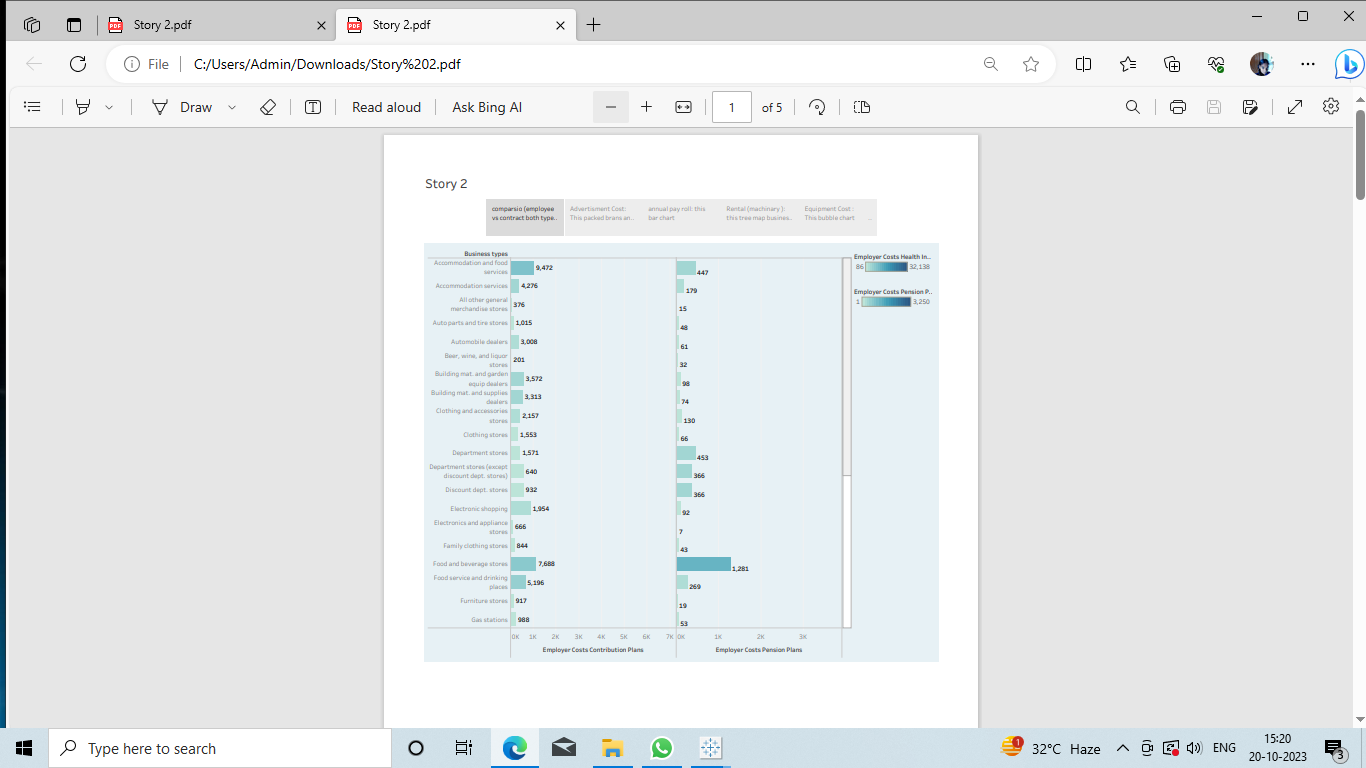 Story 2.pdf
Story 2.pdf
File
C:/Users/Admin/Downloads/Story%202.pdf
Draw
Read aloud
Ask Bing AI
1
of 5
Story 2
comparsio (employee
vs contract both type..
Advertisment Cost:
This packed brans an..
annual pay roll: this
bar chart
Rental (machinary ):
this tree map busines..
Equipment Cost :
This bubble chart ..
Business types
Accommodation and food
services
9,472
447
Accommodation services
4,276
179
All other general
merchandise stores
376
15
Auto parts and tire stores
1,015
48
Automobile dealers
3,008
61
Beer, wine, and liquor
stores
201
32
Building mat. and garden
equip dealers
3,572
98
Building mat. and supplies
dealers
3,313
74
Clothing and accessories
stores
2,157
130
Clothing stores
1,553
66
Department stores
1,571
453
Department stores (except
discount dept. stores)
640
366
Discount dept. stores
932
366
Electronic shopping
1,954
92
Electronics and appliance
stores
666
7
Family clothing stores
844
43
Food and beverage stores
7,688
1,281
Food service and drinking
places
5,196
269
Furniture stores
917
19
Gas stations
988
53
0K 1K 2K 3K 4K 5K 6K 7K
0K 1K 2K 3K
Employer Costs Contribution Plans
Employer Costs Pension Plans
Employer Costs Health In..
86
32,138
Employer Costs Pension P..
1
3,250
Type here to search
1
32°C Haze
ENG
15:20
20-10-2023
3